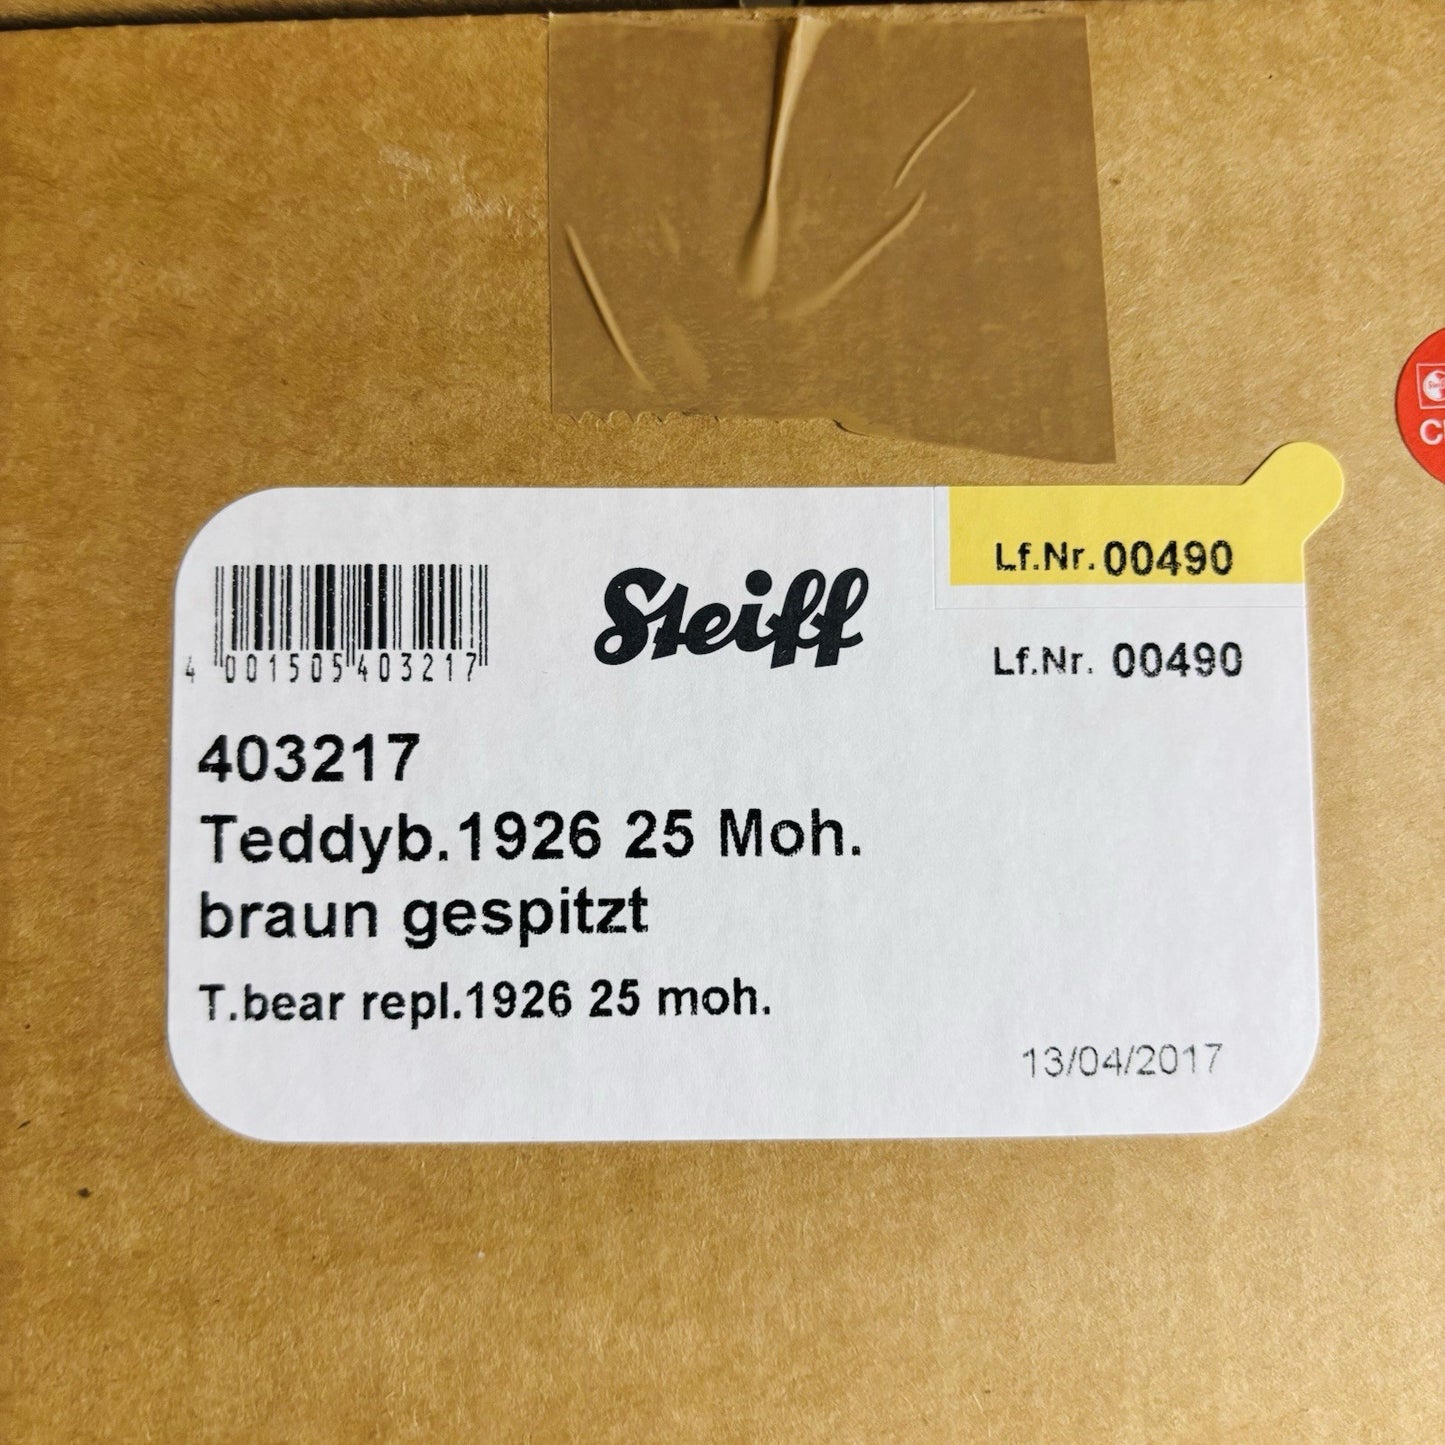 Lf.Nr. 00490
Steiff
Lf.Nr. 00490
4 001505 403217
403217
Teddyb.1926 25 Moh.
braun gespitzt
T.bear repl.1926 25 moh.
13/04/2017